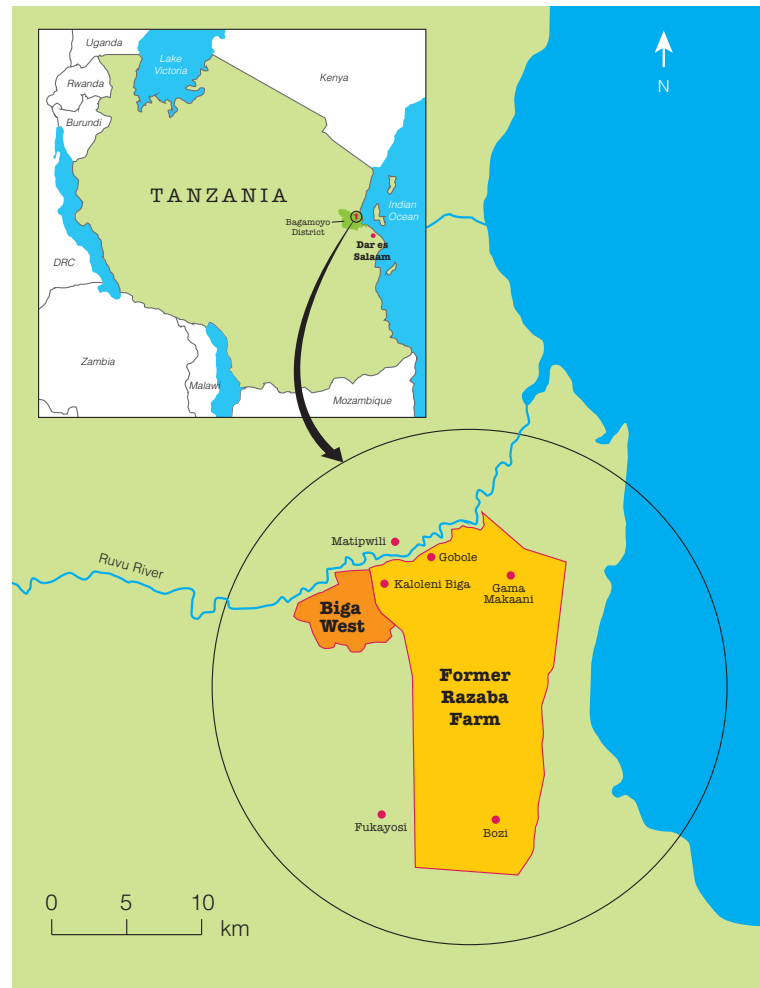 Uganda
Lake
Victoria
Kenya
Rwanda
Burundi
TANZANIA
Indian
Ocean
Bagamoyo
District
Dar es
Salaam
DRC
Zambia
Malawi
Mozambique
N
Ruvu River
Matipwili
Gobole
Kaloleni Biga
Gama
Makaani
Biga
West
Former
Razaba
Farm
Fukayosi
Bozi
0 5 10
km